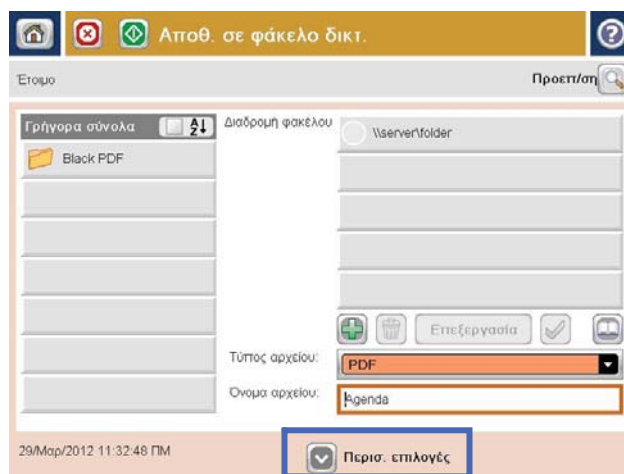 Αποθ. σε φάκελο δικτ.
Έτοιμο
Προεπ/ση
Γρήγορα σύνολα
Διαδρομή φακέλου
\\server\folder
Black PDF
Επεξεργασία
Τύπος αρχείου:
PDF
Όνομα αρχείου:
Agenda
29/Μαρ/2012 11:32:48 ΠΜ
Περισ. επιλογές